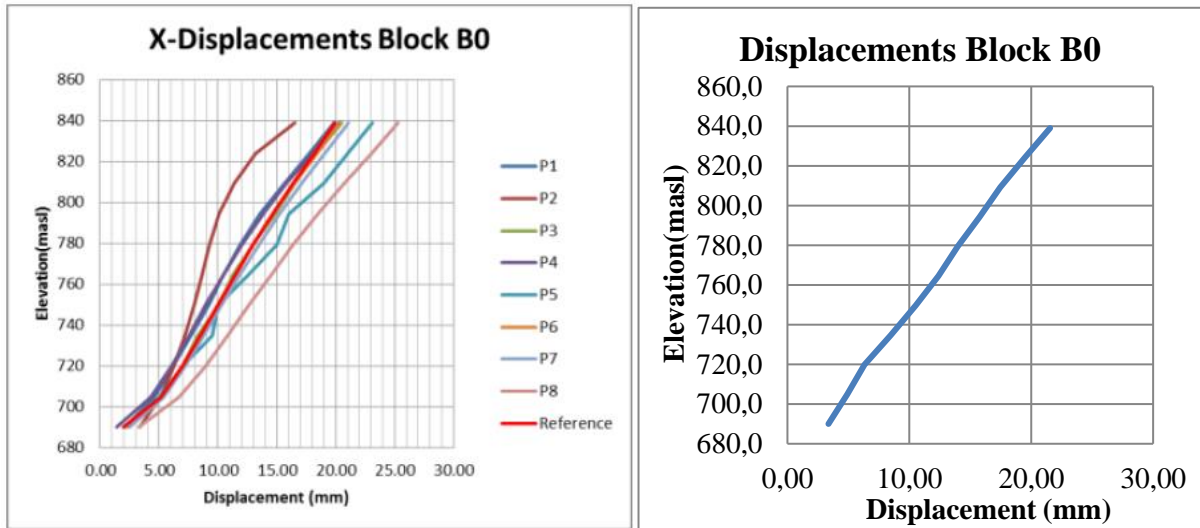 X-Displacements Block B0
860
840
820
800
780
760
740
720
700
680
Elevation(masl)
0.00 5.00 10.00 15.00 20.00 25.00 30.00
Displacement (mm)
P1
P2
P3
P4
P5
P6
P7
P8
Reference
Displacements Block B0
860,0
840,0
820,0
800,0
780,0
760,0
740,0
720,0
700,0
680,0
Elevation(masl)
0,00 10,00 20,00 30,00
Displacement (mm)